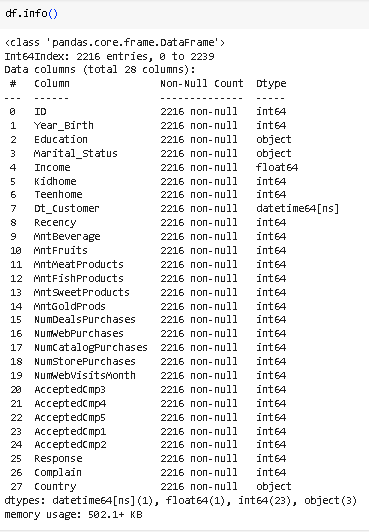 df.info()
<class 'pandas.core.frame.DataFrame'>
Int64Index: 2216 entries, 0 to 2239
Data columns (total 28 columns):
 #   Column               Non-Null Count  Dtype
---  ------               --------------  -----
 0   ID                   2216 non-null   int64
 1   Year_Birth           2216 non-null   int64
 2   Education            2216 non-null   object
 3   Marital_Status       2216 non-null   object
 4   Income               2216 non-null   float64
 5   Kidhome              2216 non-null   int64
 6   Teenhome             2216 non-null   int64
 7   Dt_Customer          2216 non-null   datetime64[ns]
 8   Recency              2216 non-null   int64
 9   MntBeverage          2216 non-null   int64
 10  MntFruits            2216 non-null   int64
 11  MntMeatProducts      2216 non-null   int64
 12  MntFishProducts      2216 non-null   int64
 13  MntSweetProducts     2216 non-null   int64
 14  MntGoldProds         2216 non-null   int64
 15  NumDealsPurchases    2216 non-null   int64
 16  NumWebPurchases      2216 non-null   int64
 17  NumCatalogPurchases  2216 non-null   int64
 18  NumStorePurchases    2216 non-null   int64
 19  NumWebVisitsMonth    2216 non-null   int64
 20  AcceptedCmp3         2216 non-null   int64
 21  AcceptedCmp4         2216 non-null   int64
 22  AcceptedCmp5         2216 non-null   int64
 23  AcceptedCmp1         2216 non-null   int64
 24  AcceptedCmp2         2216 non-null   int64
 25  Response             2216 non-null   int64
 26  Complain             2216 non-null   int64
 27  Country              2216 non-null   object
dtypes: datetime64[ns](1), float64(1), int64(23), object(3)
memory usage: 502.1+ KB